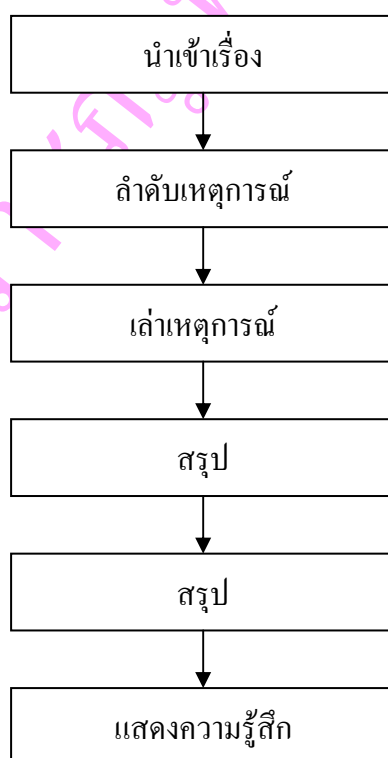 นำเข้าเรื่อง
ลำดับเหตุการณ์
เล่าเหตุการณ์
สรุป
สรุป
แสดงความรู้สึก